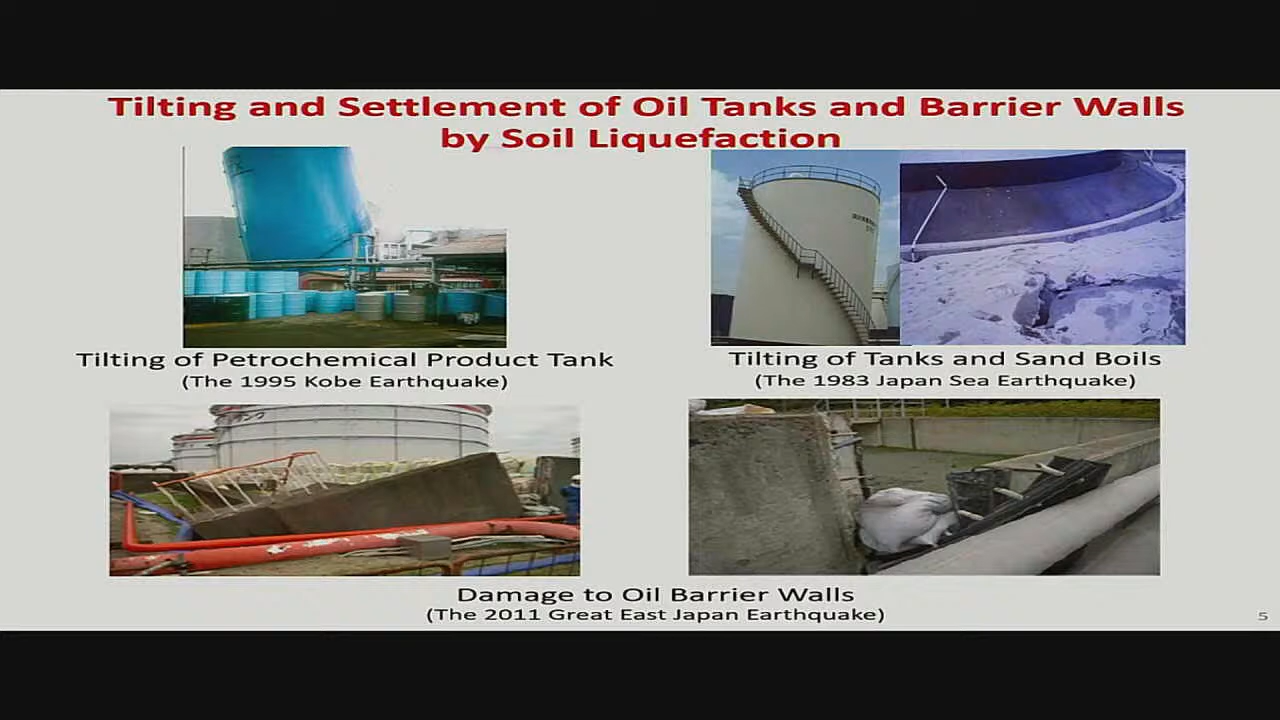 Tilting and Settlement of Oil Tanks and Barrier Walls
by Soil Liquefaction
Tilting of Petrochemical Product Tank
(The 1995 Kobe Earthquake)
Tilting of Tanks and Sand Boils
(The 1983 Japan Sea Earthquake)
Damage to Oil Barrier Walls
(The 2011 Great East Japan Earthquake)
5